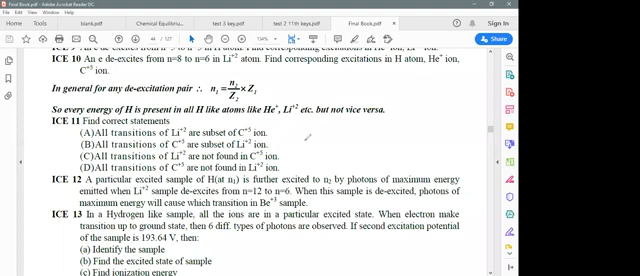 Final Book.pdf - Adobe Acrobat Reader DC
Home Tools blank.pdf Chemical Equilibriu... test 3 key.pdf test 2 11th keys.pdf Final Book.pdf × Sign In
44 / 127 134% Share
ICE 10 An e de-excites from n=8 to n=6 in Li⁺² atom. Find corresponding excitations in H atom, He⁺ ion,
C⁺⁵ ion.
In general for any de-excitation pair ∴ n₁ = n₂/Z₂ × Z₁
So every energy of H is present in all H like atoms like He⁺, Li⁺² etc. but not vice versa.
ICE 11 Find correct statements
(A)All transitions of Li⁺² are subset of C⁺⁵ ion.
(B)All transitions of C⁺⁵ are subset of Li⁺² ion.
(C)All transitions of Li⁺² are not found in C⁺⁵ ion.
(D)All transitions of C⁺⁵ are not found in Li⁺² ion.
ICE 12 A particular excited sample of H(at n₁) is further excited to n₂ by photons of maximum energy
emitted when Li⁺² sample de-excites from n=12 to n=6. When this sample is de-excited, photons of
maximum energy will cause which transition in Be⁺³ sample.
ICE 13 In a Hydrogen like sample, all the ions are in a particular excited state. When electron make
transition up to ground state, then 6 diff. types of photons are observed. If second excitation potential
of the sample is 193.64 V, then:
(a) Identify the sample
(b) Find the excited state of sample
(c) Find ionization energy